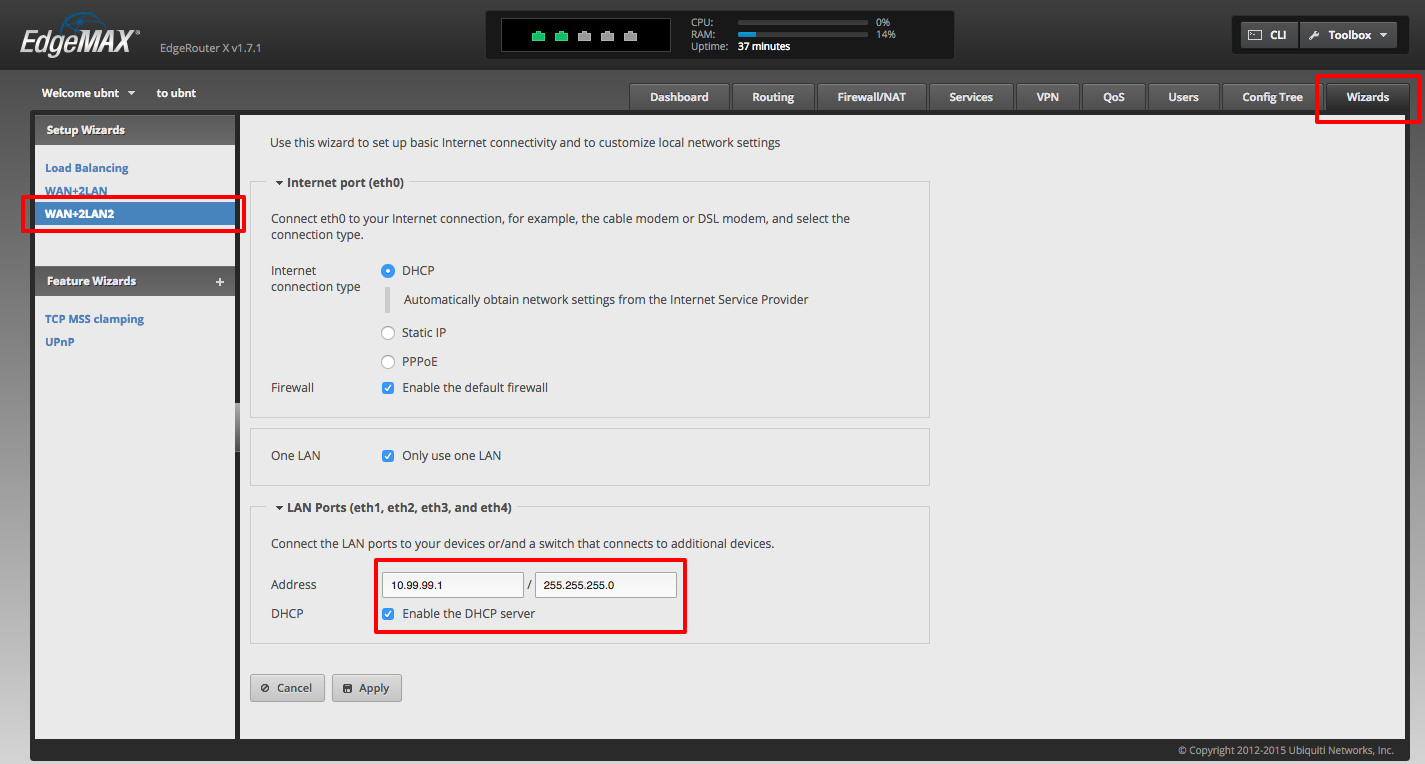 EdgeMAX®
EdgeRouter X v1.7.1
CPU: 0%
RAM: 14%
Uptime: 37 minutes
CLI
Toolbox
Welcome ubnt
to ubnt
Dashboard
Routing
Firewall/NAT
Services
VPN
QoS
Users
Config Tree
Wizards
Setup Wizards
Load Balancing
WAN+2LAN
WAN+2LAN2
Feature Wizards +
TCP MSS clamping
UPnP
Use this wizard to set up basic Internet connectivity and to customize local network settings
Internet port (eth0)
Connect eth0 to your Internet connection, for example, the cable modem or DSL modem, and select the
connection type.
Internet
connection type
DHCP
Automatically obtain network settings from the Internet Service Provider
Static IP
PPPoE
Firewall
Enable the default firewall
One LAN
Only use one LAN
LAN Ports (eth1, eth2, eth3, and eth4)
Connect the LAN ports to your devices or/and a switch that connects to additional devices.
Address
10.99.99.1 / 255.255.255.0
DHCP
Enable the DHCP server
Cancel
Apply
© Copyright 2012-2015 Ubiquiti Networks, Inc.